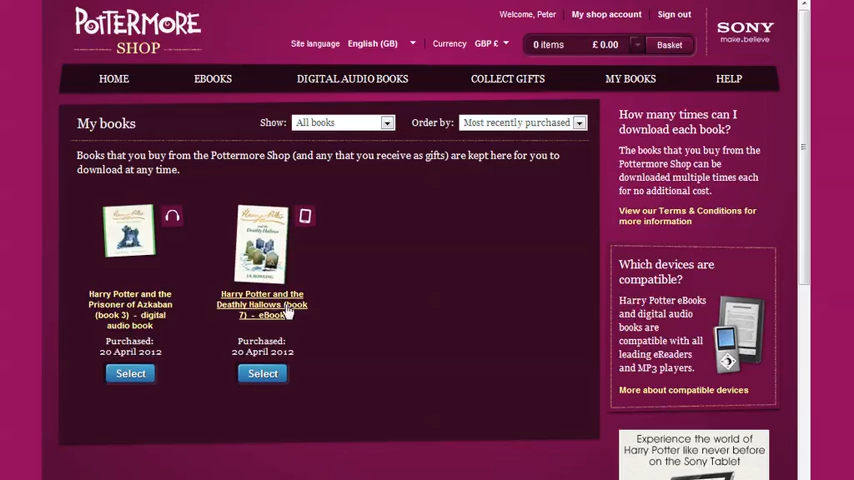 POTTERMORE
SHOP
Welcome, Peter
My shop account
Sign out
Site language
English (GB)
Currency
GBP £
0 items
£ 0.00
Basket
SONY
make.believe
HOME
EBOOKS
DIGITAL AUDIO BOOKS
COLLECT GIFTS
MY BOOKS
HELP
My books
Show:
All books
Order by:
Most recently purchased
Books that you buy from the Pottermore Shop (and any that you receive as gifts) are kept here for you to
download at any time.
Harry Potter and the
Prisoner of Azkaban
(book 3) - digital
audio book
Purchased:
20 April 2012
Select
Harry Potter and the
Deathly Hallows (book
7) - eBook
Purchased:
20 April 2012
Select
How many times can I
download each book?
The books that you buy from the
Pottermore Shop can be
downloaded multiple times each
for no additional cost.
View our Terms & Conditions for
more information
Which devices are
compatible?
Harry Potter eBooks
and digital audio
books are
compatible with all
leading eReaders
and MP3 players.
More about compatible devices
Experience the world of
Harry Potter like never before
on the Sony Tablet